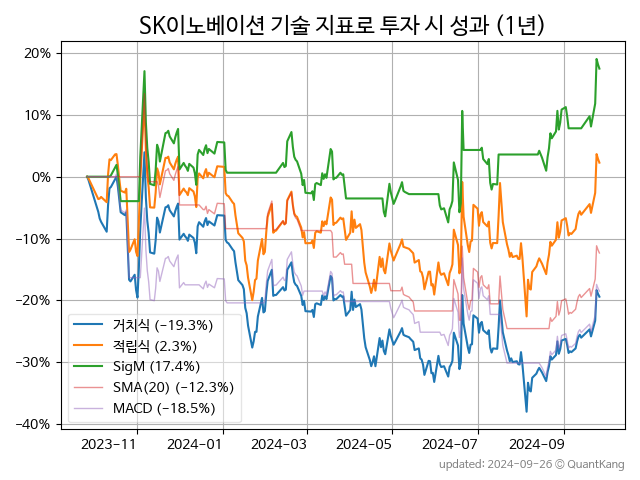 SK이노베이션 기술 지표로 투자 시 성과 (1년)
20%
10%
0%
−10%
−20%
−30%
−40%
거치식 (−19.3%)
적립식 (2.3%)
SigM (17.4%)
SMA(20) (−12.3%)
MACD (−18.5%)
2023-11
2024-01
2024-03
2024-05
2024-07
2024-09
updated: 2024-09-26 © QuantKang